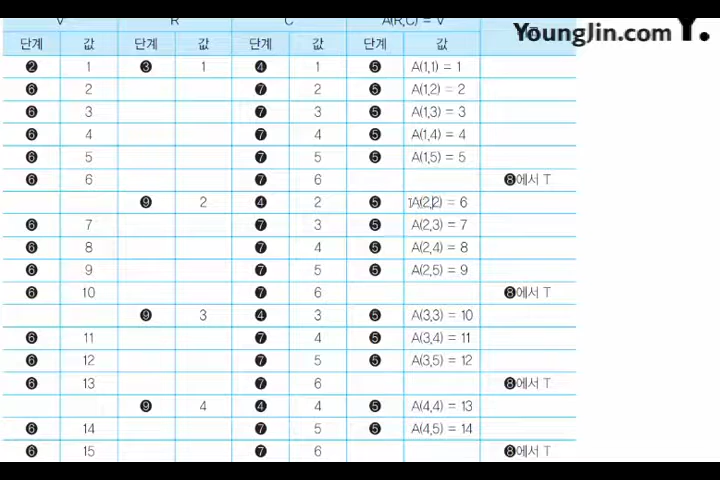 V R C A(R,C) = V
YoungJin.com Y.
단계 값 단계 값 단계 값 단계 값
❷ 1 ❸ 1 ❹ 1 ❺ A(1,1) = 1
❻ 2 ❼ 2 ❺ A(1,2) = 2
❻ 3 ❼ 3 ❺ A(1,3) = 3
❻ 4 ❼ 4 ❺ A(1,4) = 4
❻ 5 ❼ 5 ❺ A(1,5) = 5
❻ 6 ❼ 6 ❽에서 T
❾ 2 ❹ 2 ❺ A(2,2) = 6
❻ 7 ❼ 3 ❺ A(2,3) = 7
❻ 8 ❼ 4 ❺ A(2,4) = 8
❻ 9 ❼ 5 ❺ A(2,5) = 9
❻ 10 ❼ 6 ❽에서 T
❾ 3 ❹ 3 ❺ A(3,3) = 10
❻ 11 ❼ 4 ❺ A(3,4) = 11
❻ 12 ❼ 5 ❺ A(3,5) = 12
❻ 13 ❼ 6 ❽에서 T
❾ 4 ❹ 4 ❺ A(4,4) = 13
❻ 14 ❼ 5 ❺ A(4,5) = 14
❻ 15 ❼ 6 ❽에서 T